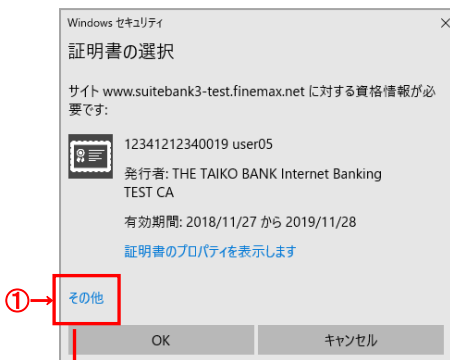 Windows セキュリティ
証明書の選択
サイト www.suitebank3-test.finemax.net に対する資格情報が必
要です:
12341212340019 user05
発行者: THE TAIKO BANK Internet Banking
TEST CA
有効期間: 2018/11/27 から 2019/11/28
証明書のプロパティを表示します
①→ その他
OK キャンセル